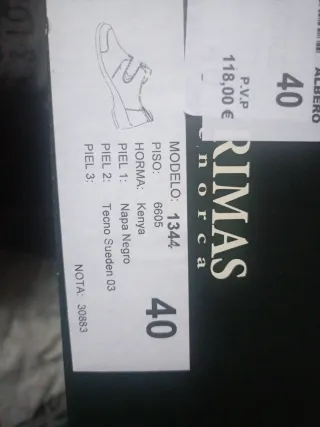 MODELO: 1344
PISO: 6605
HORMA: Kenya
PIEL 1: Napa Negro
PIEL 2: Tecno Sueden 03
PIEL 3:
40
NOTA: 30883
RIMAS
norca
ALBERO
40
P.V.P
118,00 €